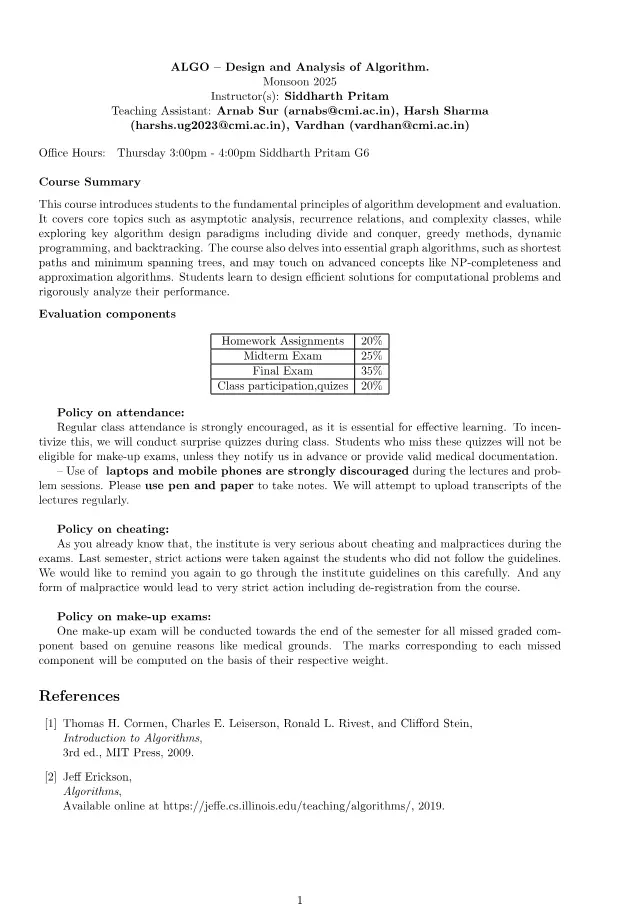 ALGO – Design and Analysis of Algorithm.
Monsoon 2025
Instructor(s): Siddharth Pritam
Teaching Assistant: Arnab Sur (arnabs@cmi.ac.in), Harsh Sharma
(harshs.ug2023@cmi.ac.in), Vardhan (vardhan@cmi.ac.in)
Office Hours: Thursday 3:00pm - 4:00pm Siddharth Pritam G6
Course Summary
This course introduces students to the fundamental principles of algorithm development and evaluation.
It covers core topics such as asymptotic analysis, recurrence relations, and complexity classes, while
exploring key algorithm design paradigms including divide and conquer, greedy methods, dynamic
programming, and backtracking. The course also delves into essential graph algorithms, such as shortest
paths and minimum spanning trees, and may touch on advanced concepts like NP-completeness and
approximation algorithms. Students learn to design efficient solutions for computational problems and
rigorously analyze their performance.
Evaluation components
Homework Assignments 20%
Midterm Exam 25%
Final Exam 35%
Class participation,quizes 20%
Policy on attendance:
Regular class attendance is strongly encouraged, as it is essential for effective learning. To incen-
tivize this, we will conduct surprise quizzes during class. Students who miss these quizzes will not be
eligible for make-up exams, unless they notify us in advance or provide valid medical documentation.
– Use of laptops and mobile phones are strongly discouraged during the lectures and prob-
lem sessions. Please use pen and paper to take notes. We will attempt to upload transcripts of the
lectures regularly.
Policy on cheating:
As you already know that, the institute is very serious about cheating and malpractices during the
exams. Last semester, strict actions were taken against the students who did not follow the guidelines.
We would like to remind you again to go through the institute guidelines on this carefully. And any
form of malpractice would lead to very strict action including de-registration from the course.
Policy on make-up exams:
One make-up exam will be conducted towards the end of the semester for all missed graded com-
ponent based on genuine reasons like medical grounds. The marks corresponding to each missed
component will be computed on the basis of their respective weight.
References
[1] Thomas H. Cormen, Charles E. Leiserson, Ronald L. Rivest, and Clifford Stein,
Introduction to Algorithms,
3rd ed., MIT Press, 2009.
[2] Jeff Erickson,
Algorithms,
Available online at https://jeffe.cs.illinois.edu/teaching/algorithms/, 2019.
1